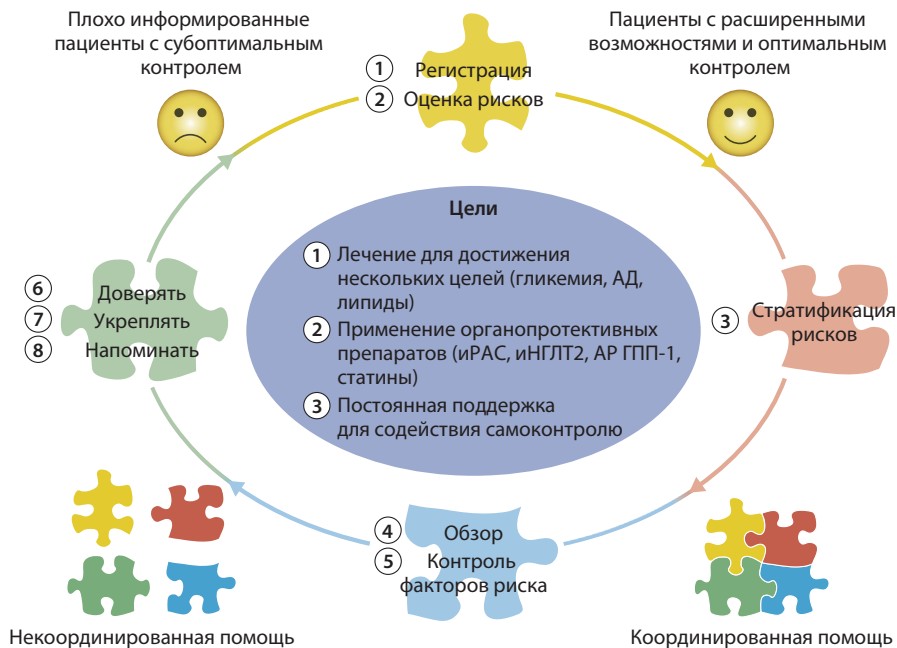 Плохо информированные
пациенты с субоптимальным
контролем
Пациенты с расширенными
возможностями и оптимальным
контролем
1 Регистрация
2 Оценка рисков
Цели
1 Лечение для достижения
нескольких целей (гликемия, АД,
липиды)
2 Применение органопротективных
препаратов (иРАС, иНГЛТ2, АР ГПП-1,
статины)
3 Постоянная поддержка
для содействия самоконтролю
6 Доверять
7 Укреплять
8 Напоминать
3 Стратификация
рисков
4 Обзор
5 Контроль
факторов риска
Некоординированная помощь
Координированная помощь